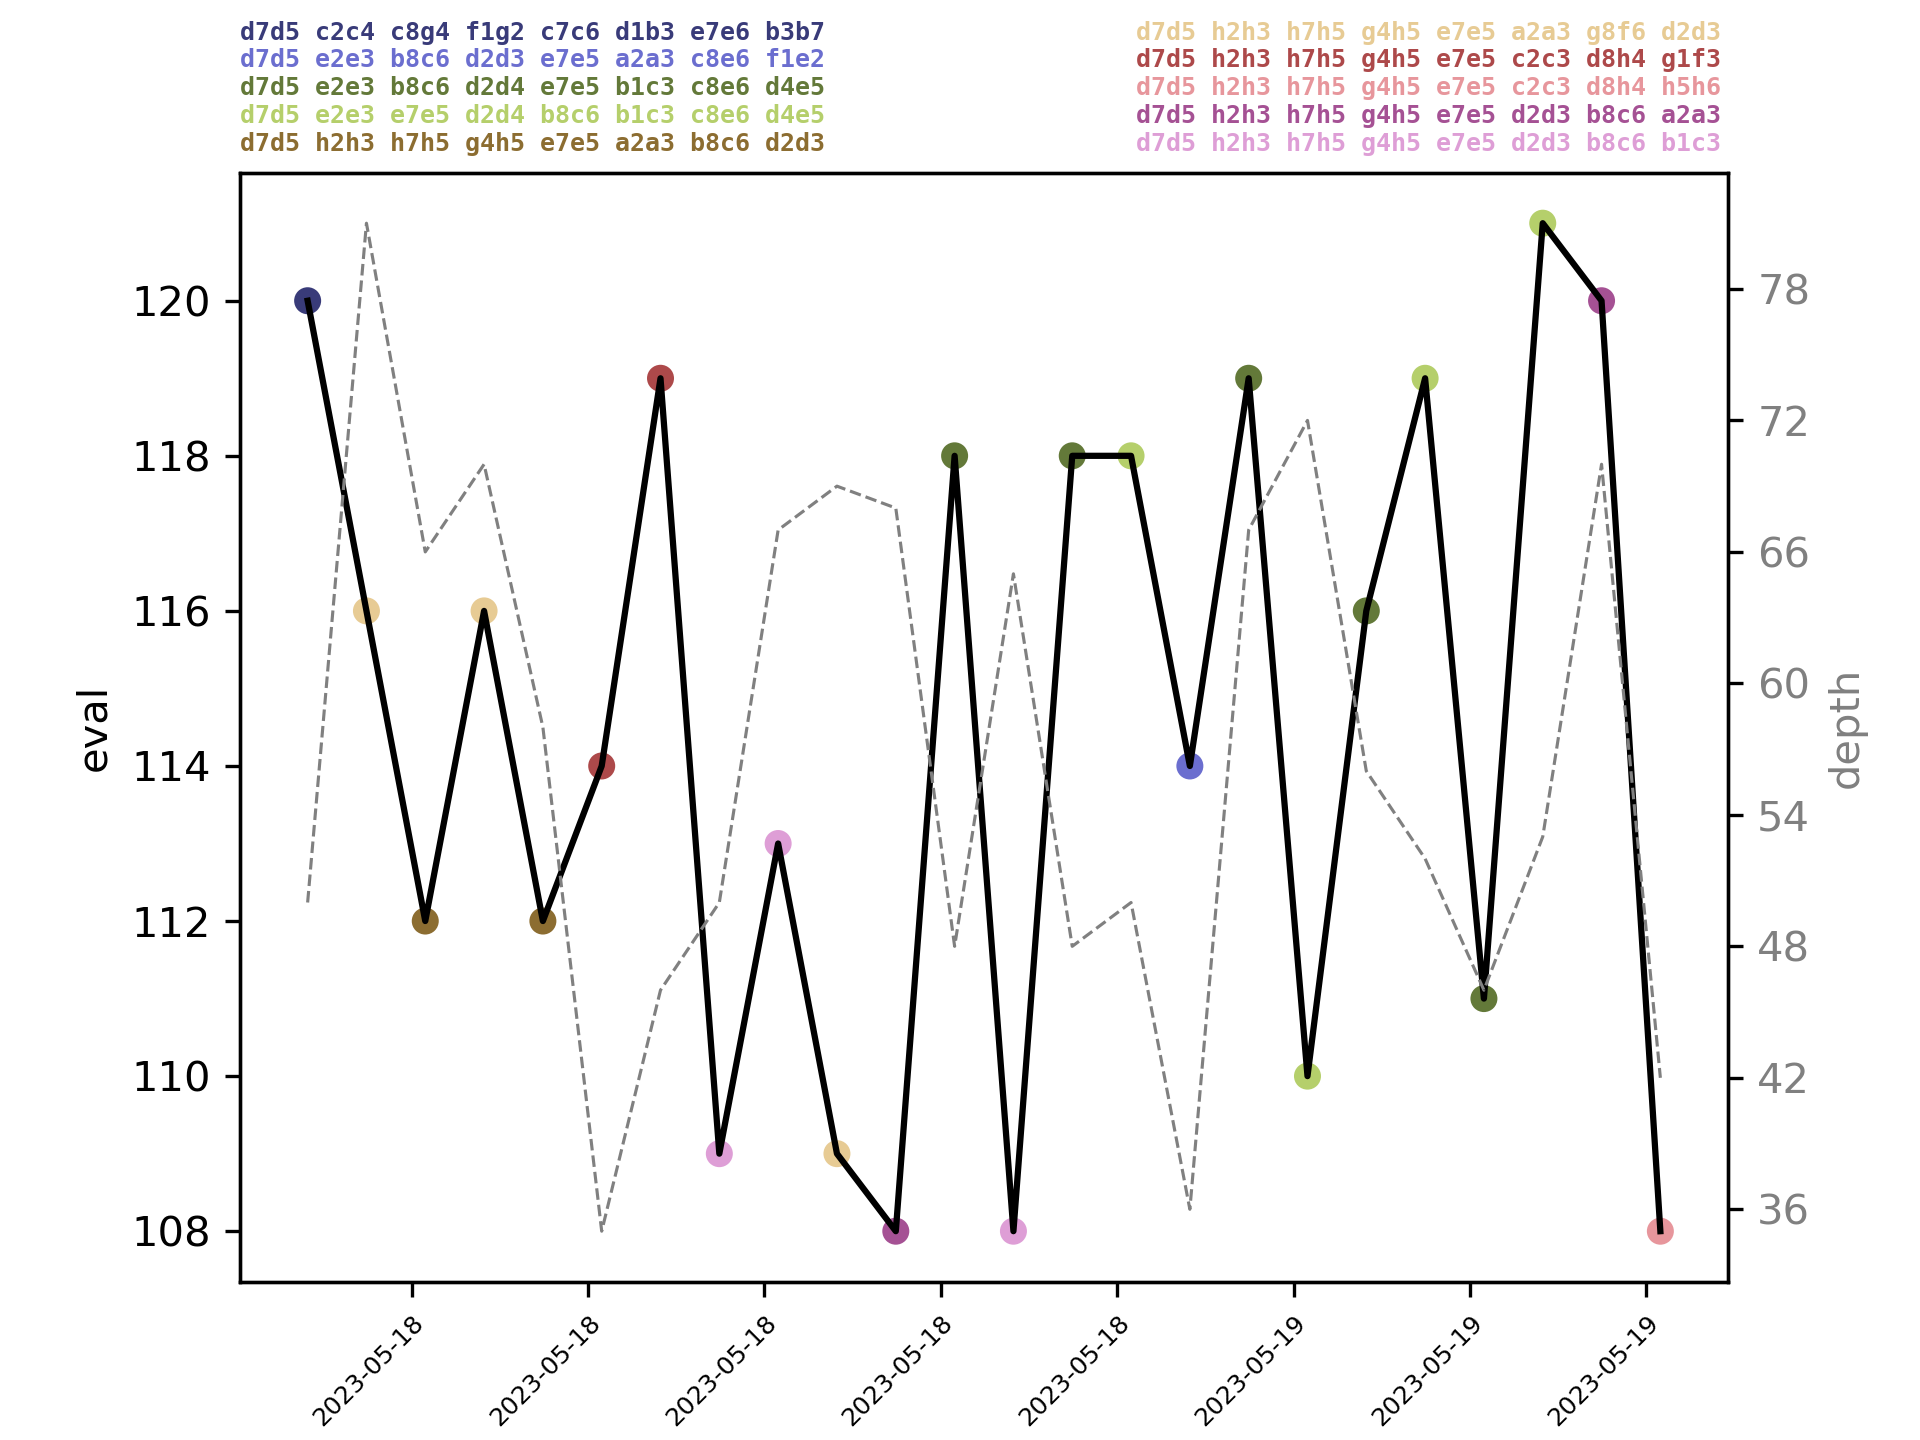 d7d5 c2c4 c8g4 f1g2 c7c6 d1b3 e7e6 b3b7
d7d5 e2e3 b8c6 d2d3 e7e5 a2a3 c8e6 f1e2
d7d5 e2e3 b8c6 d2d4 e7e5 b1c3 c8e6 d4e5
d7d5 e2e3 e7e5 d2d4 b8c6 b1c3 c8e6 d4e5
d7d5 h2h3 h7h5 g4h5 e7e5 a2a3 b8c6 d2d3
d7d5 h2h3 h7h5 g4h5 e7e5 a2a3 g8f6 d2d3
d7d5 h2h3 h7h5 g4h5 e7e5 c2c3 d8h4 g1f3
d7d5 h2h3 h7h5 g4h5 e7e5 c2c3 d8h4 h5h6
d7d5 h2h3 h7h5 g4h5 e7e5 d2d3 b8c6 a2a3
d7d5 h2h3 h7h5 g4h5 e7e5 d2d3 b8c6 b1c3
eval
120
118
116
114
112
110
108
78
72
66
60
54
48
42
36
depth
2023-05-18
2023-05-18
2023-05-18
2023-05-18
2023-05-18
2023-05-19
2023-05-19
2023-05-19